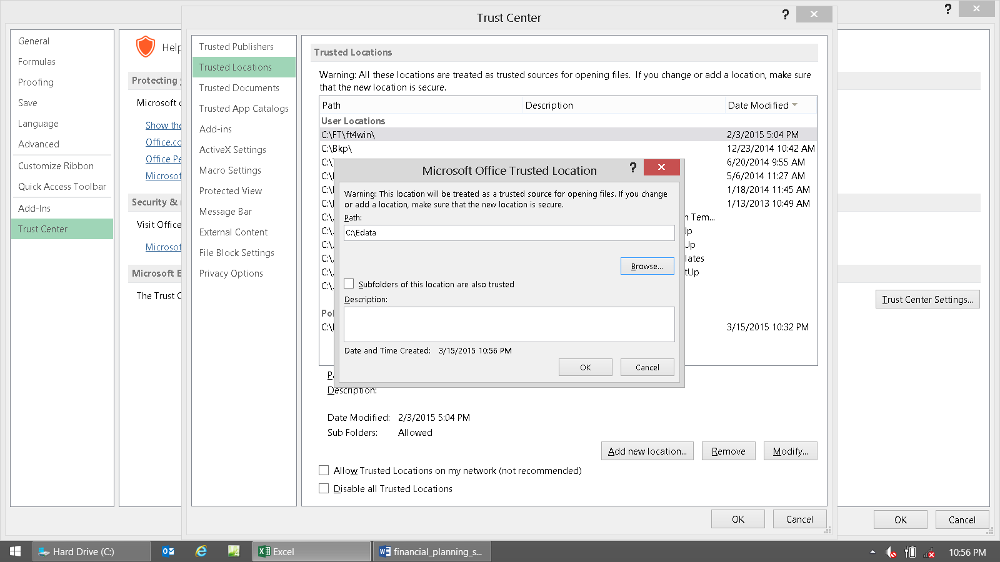 Trust Center
?
?
General
Formulas
Proofing
Save
Language
Advanced
Customize Ribbon
Quick Access Toolbar
Add-Ins
Trust Center
Help
Protecting
Microsoft
Show the
Office.co
Office Pe
Microsof
Security &
Visit Office
Microsof
Microsoft E
The Trust C
Trusted Publishers
Trusted Locations
Trusted Documents
Trusted App Catalogs
Add-ins
ActiveX Settings
Macro Settings
Protected View
Message Bar
External Content
File Block Settings
Privacy Options
Trusted Locations
Warning: All these locations are treated as trusted sources for opening files. If you change or add a location, make sure
that the new location is secure.
Path Description Date Modified
User Locations
C:\FT\ft4win\ 2/3/2015 5:04 PM
C:\Bkp\ 12/23/2014 10:42 AM
6/20/2014 9:55 AM
5/6/2014 11:27 AM
1/18/2014 11:45 AM
1/13/2013 10:49 AM
C:\. n Tem...
C:\. Up
C:\. Up
C:\. lates
C:\. tUp
C:\.
Pol
C:\ 3/15/2015 10:32 PM
Microsoft Office Trusted Location
?
Warning: This location will be treated as a trusted source for opening files. If you change
or add a location, make sure that the new location is secure.
Path:
C:\Edata
Browse...
Subfolders of this location are also trusted
Description:
Date and Time Created: 3/15/2015 10:56 PM
OK Cancel
Description:
Date Modified: 2/3/2015 5:04 PM
Sub Folders: Allowed
Add new location... Remove Modify...
Allow Trusted Locations on my network (not recommended)
Disable all Trusted Locations
OK Cancel
Trust Center Settings...
OK Cancel
Hard Drive (C:)
Excel
financial_planning_s...
10:56 PM